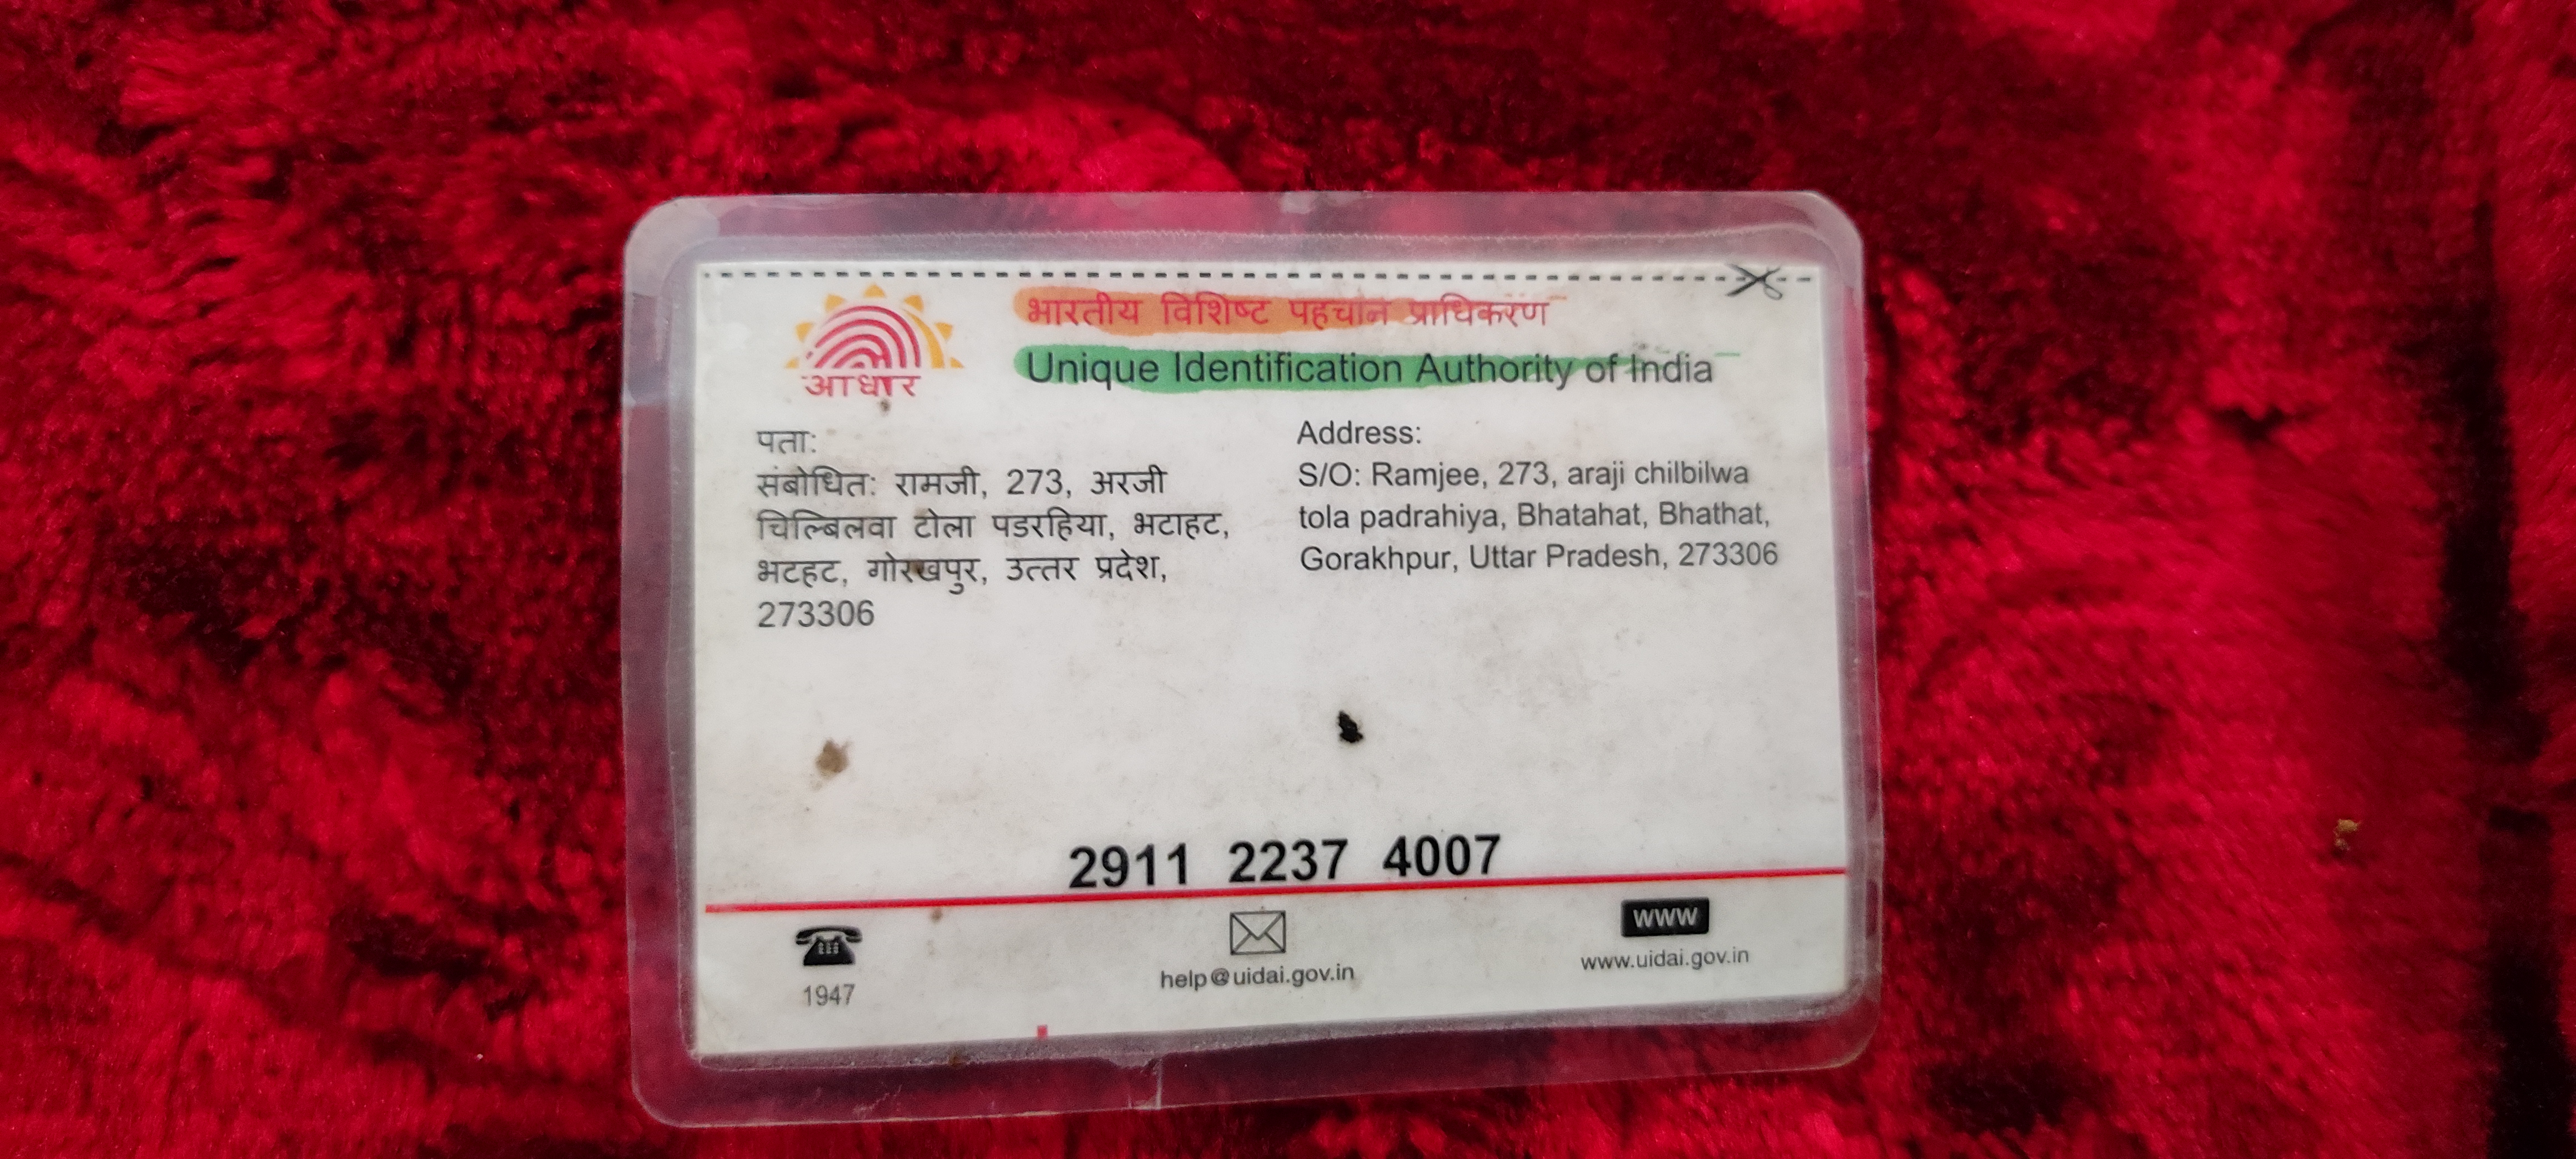 भारतीय विशिष्ट पहचान प्राधिकरण
Unique Identification Authority of India
आधार
पता:
संबोधित: रामजी, 273, अरजी
चिल्बिलवा टोला पडरहिया, भटाहट,
भटहट, गोरखपुर, उत्तर प्रदेश,
273306
Address:
S/O: Ramjee, 273, araji chilbilwa
tola padrahiya, Bhatahat, Bhathat,
Gorakhpur, Uttar Pradesh, 273306
2911 2237 4007
1947
help@uidai.gov.in
WWW
www.uidai.gov.in